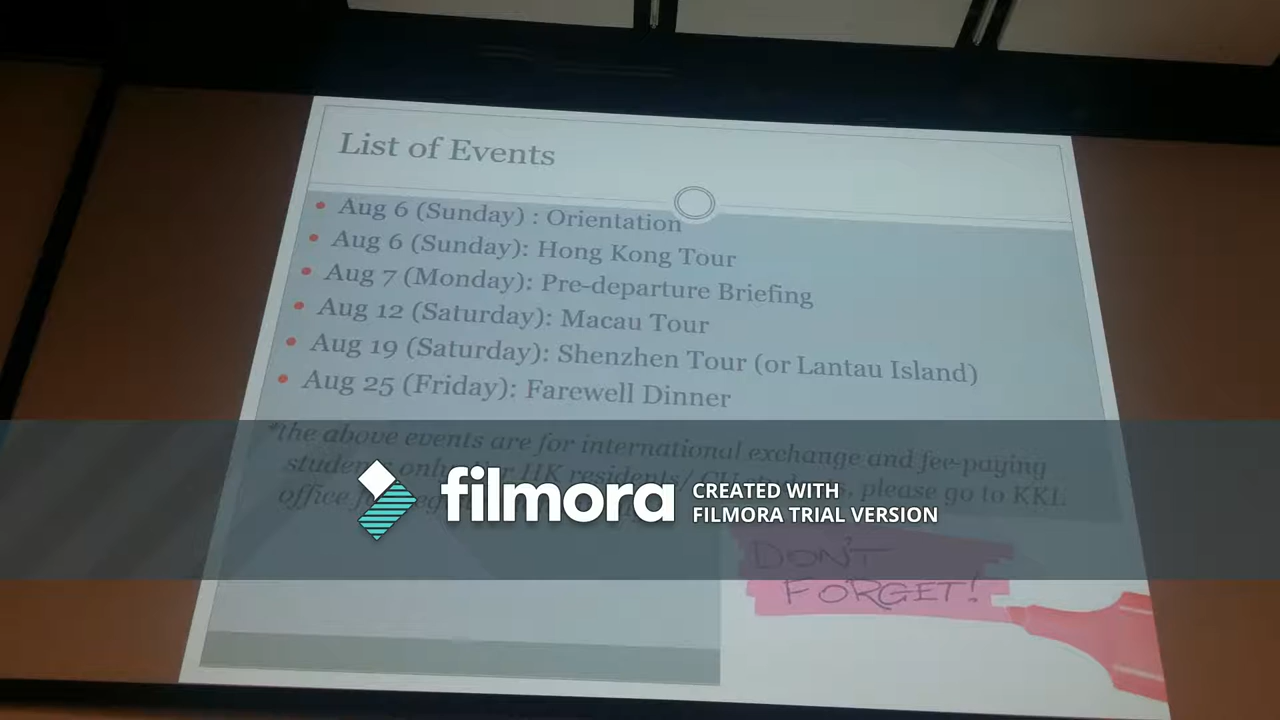 List of Events
Aug 6 (Sunday) : Orientation
Aug 6 (Sunday): Hong Kong Tour
Aug 7 (Monday): Pre-departure Briefing
Aug 12 (Saturday): Macau Tour
Aug 19 (Saturday): Shenzhen Tour (or Lantau Island)
Aug 25 (Friday): Farewell Dinner
*the above events are for international exchange and fee-paying
HK residents/ please go to KKL
office
filmora
CREATED WITH
FILMORA TRIAL VERSION
DON'T
FORGET!